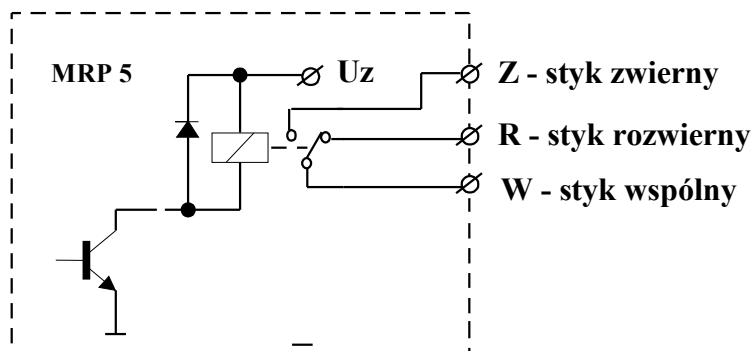 MRP 5
Uz
Z - styk zwierny
R - styk rozwierny
W - styk wspólny